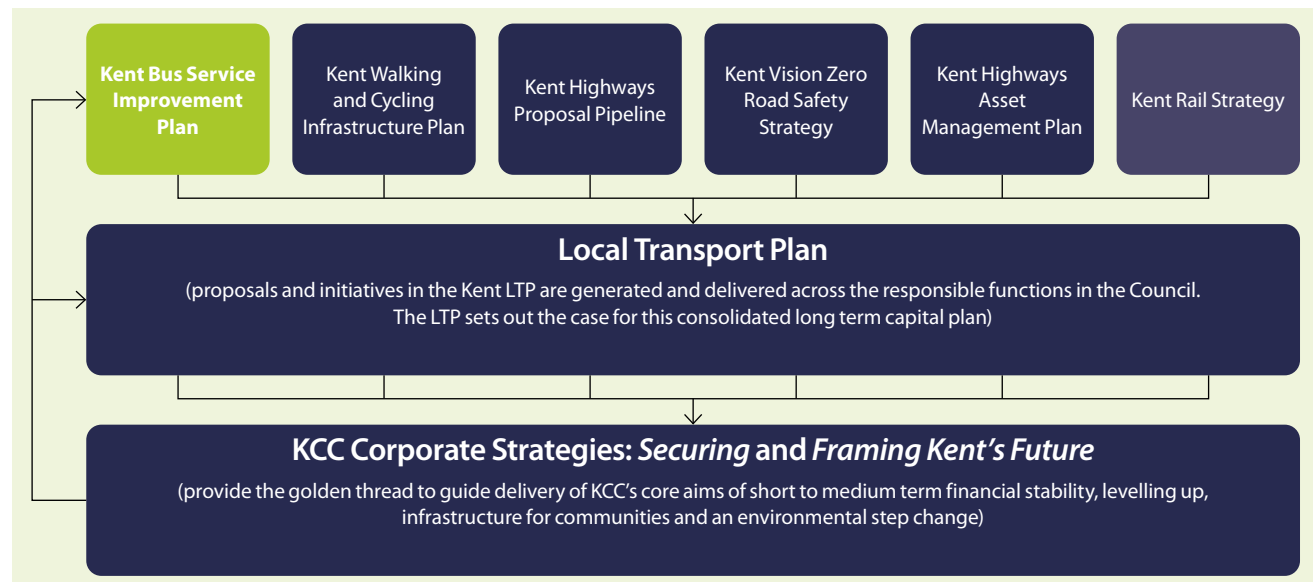 Kent Bus Service
Improvement
Plan
Kent Walking
and Cycling
Infrastructure Plan
Kent Highways
Proposal Pipeline
Kent Vision Zero
Road Safety
Strategy
Kent Highways
Asset
Management Plan
Kent Rail Strategy
Local Transport Plan
(proposals and initiatives in the Kent LTP are generated and delivered across the responsible functions in the Council.
The LTP sets out the case for this consolidated long term capital plan)
KCC Corporate Strategies: Securing and Framing Kent's Future
(provide the golden thread to guide delivery of KCC's core aims of short to medium term financial stability, levelling up,
infrastructure for communities and an environmental step change)